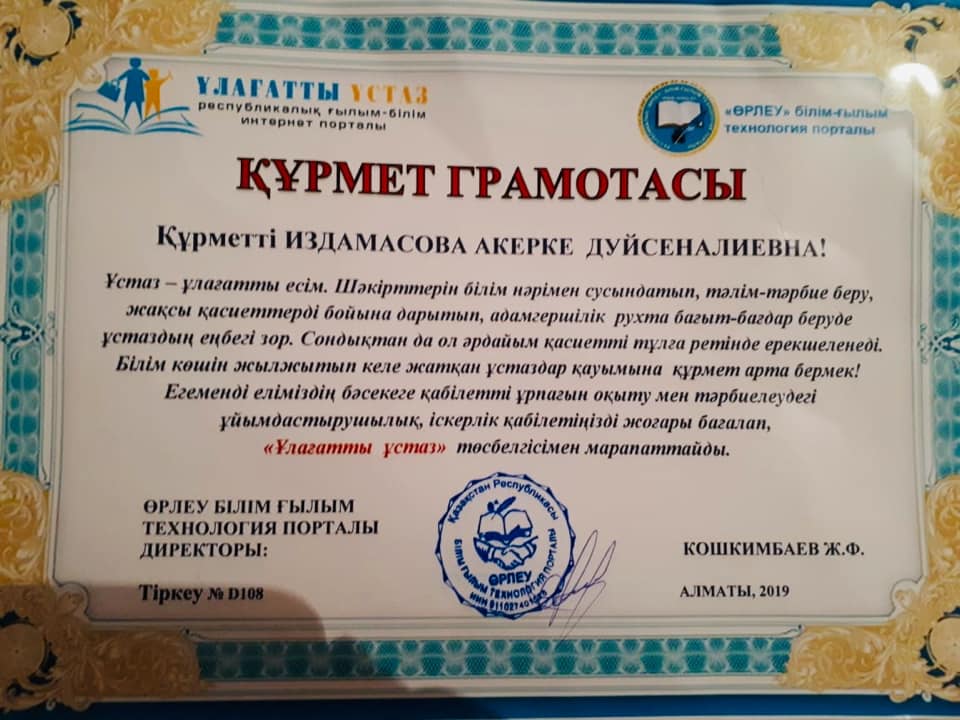 ҰЛАҒАТТЫ ҰСТАЗ
республикалық ғылым-білім
интернет порталы
«ӨРЛЕУ» білім-ғылым
технология порталы
ҚҰРМЕТ ГРАМОТАСЫ
Құрметті ИЗДАМАСОВА АКЕРКЕ ДУЙСЕНАЛИЕВНА!
Ұстаз – ұлағатты есім. Шәкірттерін білім нәрімен сусындатып, тәлім-тәрбие беру,
жақсы қасиеттерді бойына дарытып, адамгершілік рухта бағыт-бағдар беруде
ұстаздың еңбегі зор. Сондықтан да ол әрдайым қасиетті тұлға ретінде ерекшеленеді.
Білім көшін жылжытып келе жатқан ұстаздар қауымына құрмет арта бермек!
Егеменді еліміздің бәсекеге қабілетті ұрпағын оқыту мен тәрбиелеудегі
ұйымдастырушылық, іскерлік қабілетіңізді жоғары бағалап,
«Ұлағатты ұстаз» төсбелгісімен марапаттайды.
ӨРЛЕУ БІЛІМ ҒЫЛЫМ
ТЕХНОЛОГИЯ ПОРТАЛЫ
ДИРЕКТОРЫ:
Қазақстан Республикасы
БІЛІМ ҒЫЛЫМ ТЕХНОЛОГИЯ ПОРТАЛЫ
ӨРЛЕУ
КОШКИМБАЕВ Ж.Ф.
Тіркеу № D108
АЛМАТЫ, 2019